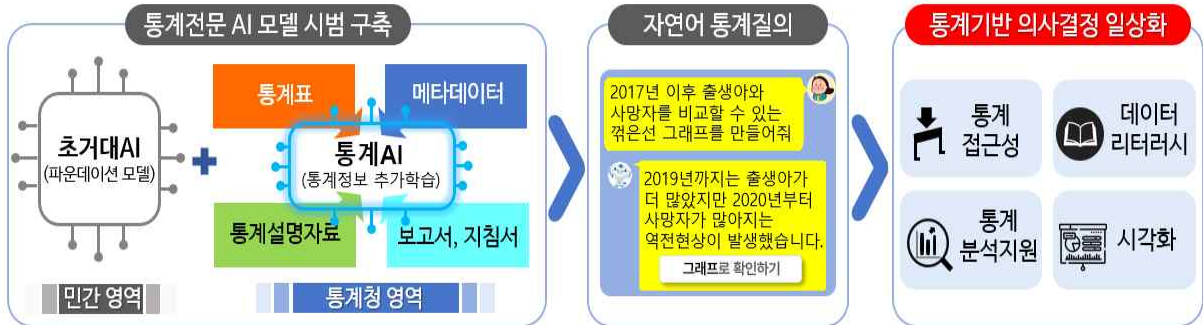 통계전문 AI 모델 시범 구축
초거대AI
(파운데이션 모델)
통계표
메타데이터
통계AI
(통계정보 추가학습)
통계설명자료
보고서, 지침서
민간 영역
통계청 영역
자연어 통계질의
2017년 이후 출생아와
사망자를 비교할 수 있는
꺾은선 그래프를 만들어줘
2019년까지는 출생아가
더 많았지만 2020년부터
사망자가 많아지는
역전현상이 발생했습니다.
그래프로 확인하기
통계기반 의사결정 일상화
통계
접근성
데이터
리터러시
통계
분석지원
시각화